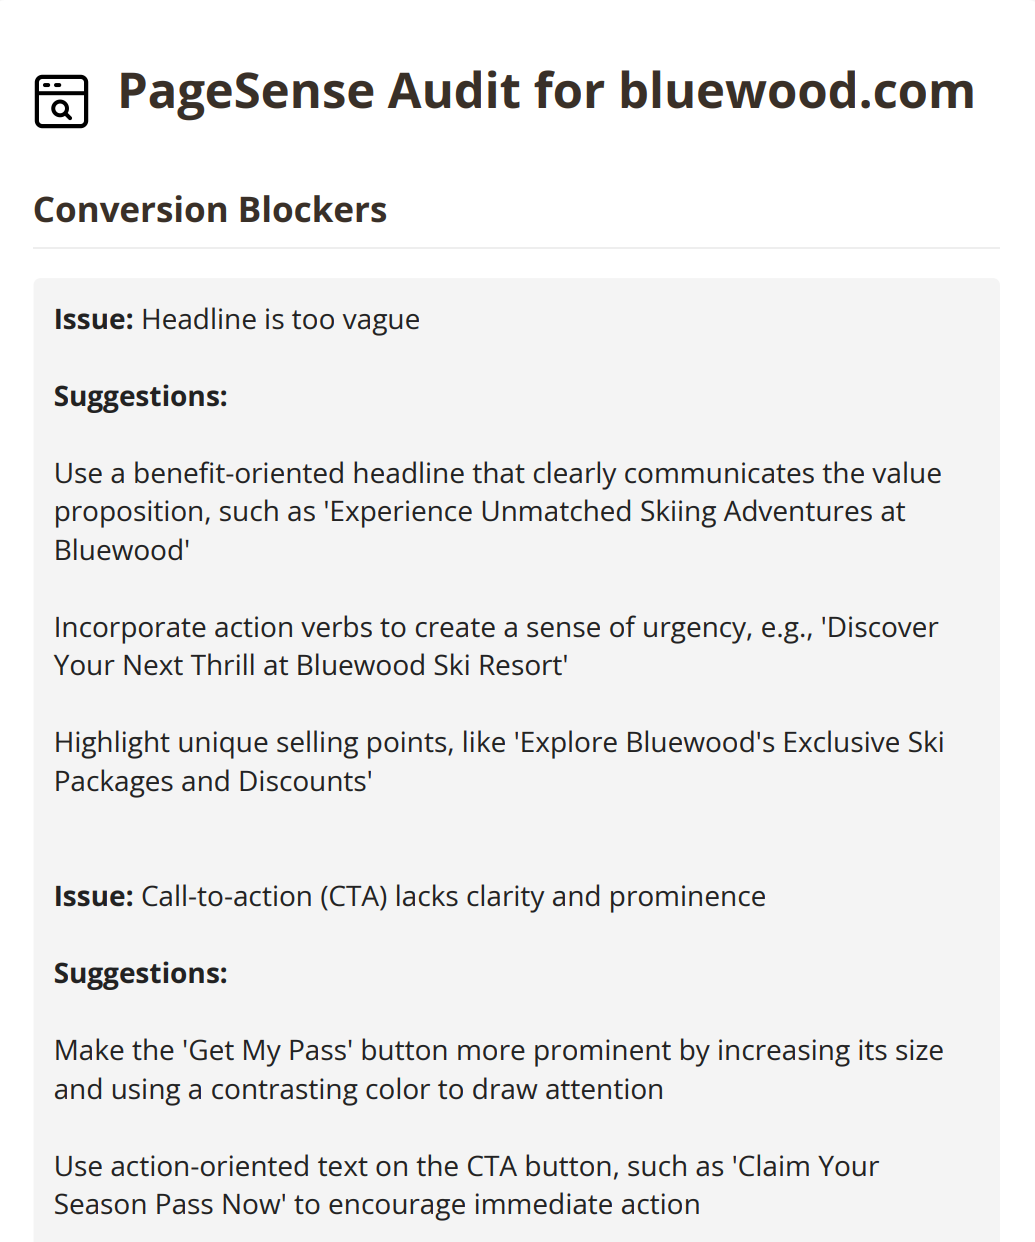 PageSense Audit for bluewood.com
Conversion Blockers
Issue: Headline is too vague
Suggestions:
Use a benefit-oriented headline that clearly communicates the value
proposition, such as 'Experience Unmatched Skiing Adventures at
Bluewood'
Incorporate action verbs to create a sense of urgency, e.g., 'Discover
Your Next Thrill at Bluewood Ski Resort'
Highlight unique selling points, like 'Explore Bluewood's Exclusive Ski
Packages and Discounts'
Issue: Call-to-action (CTA) lacks clarity and prominence
Suggestions:
Make the 'Get My Pass' button more prominent by increasing its size
and using a contrasting color to draw attention
Use action-oriented text on the CTA button, such as 'Claim Your
Season Pass Now' to encourage immediate action